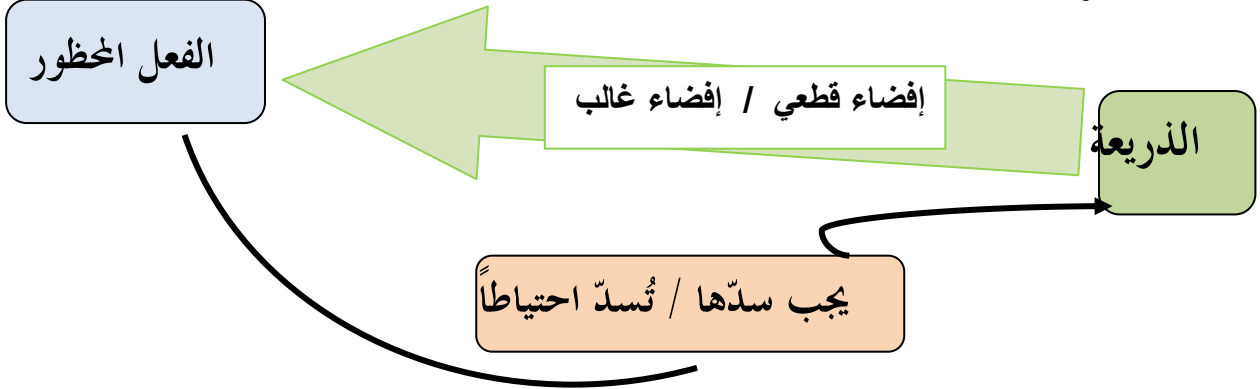 الفعل المحظور
إفضاء قطعي / إفضاء غالب
الذريعة
يجب سدّها / تُسدّ احتياطاً